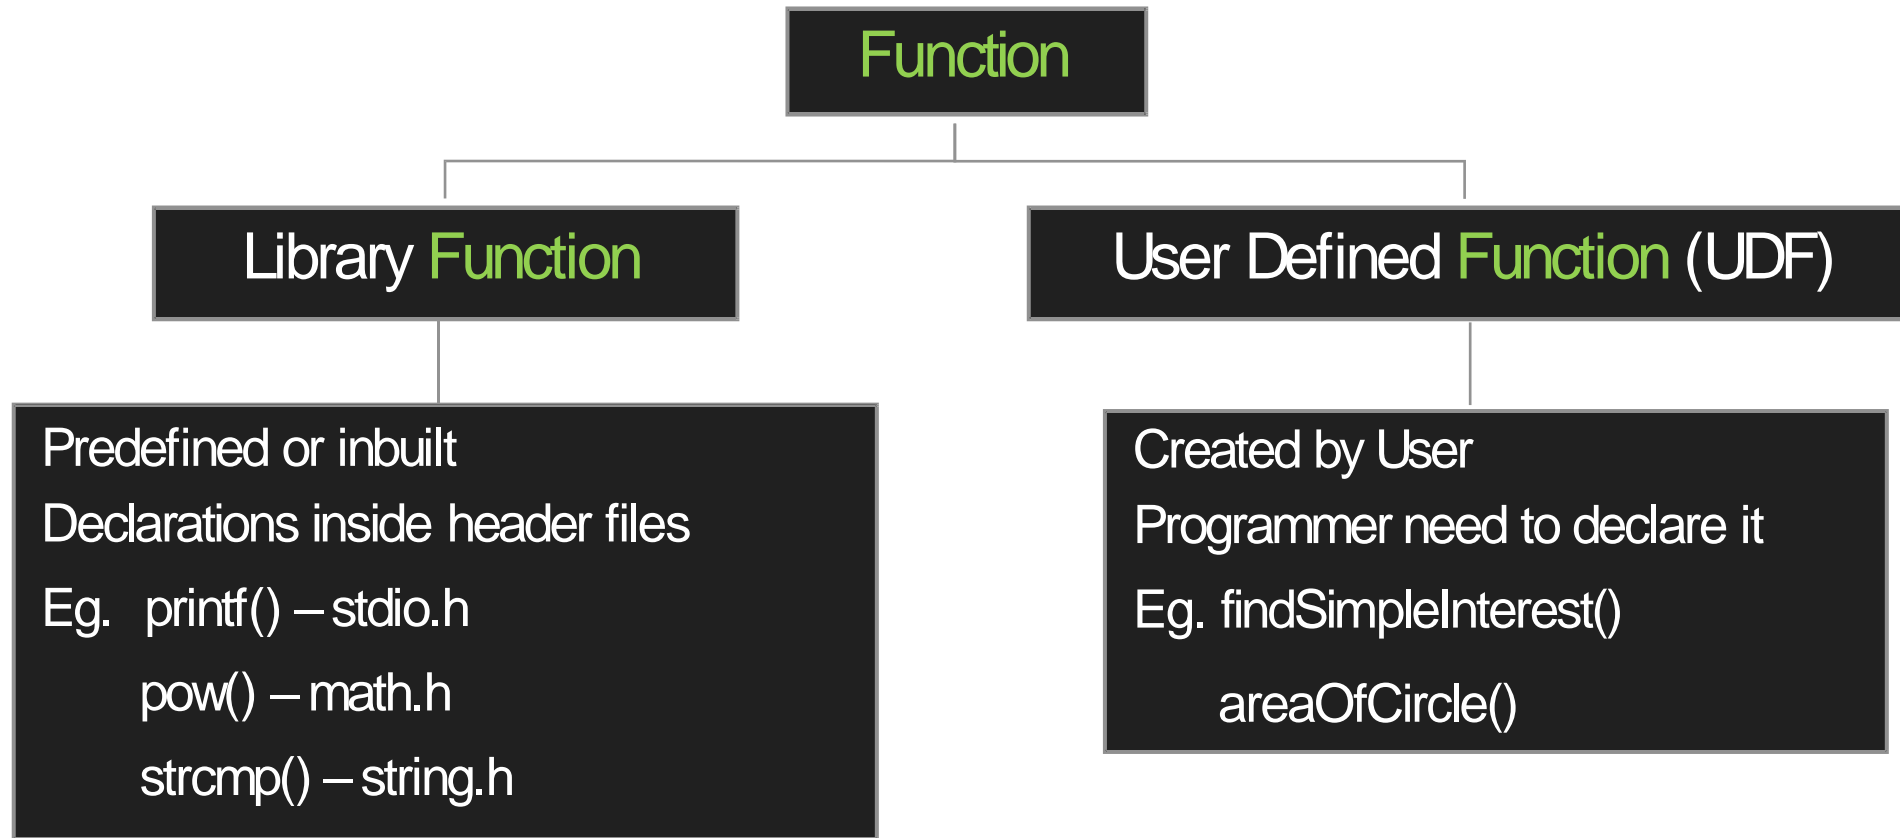 Function
Library Function
User Defined Function (UDF)
Predefined or inbuilt
Declarations inside header files
Eg. printf() – stdio.h
pow() – math.h
strcmp() – string.h
Created by User
Programmer need to declare it
Eg. findSimpleInterest()
areaOfCircle()